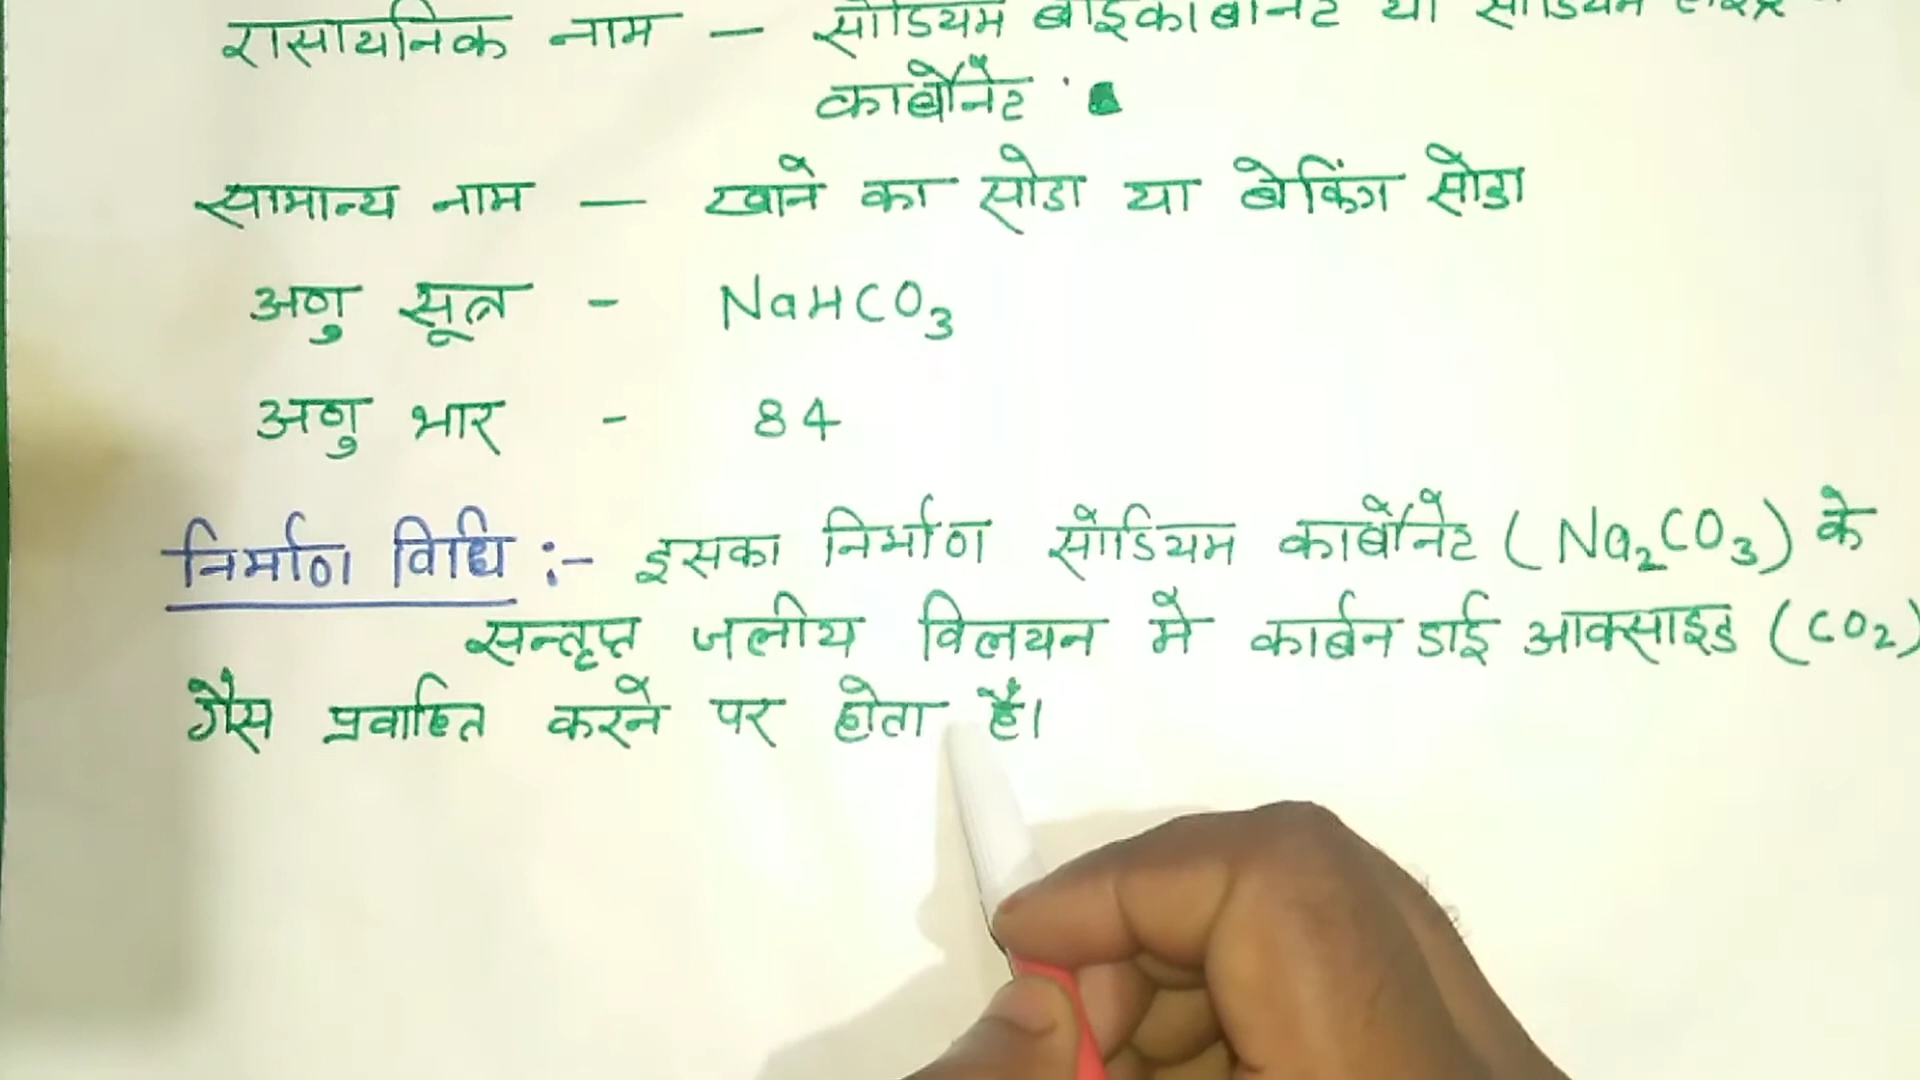 रासायनिक नाम — सोडियम बाइकार्बोनेट या सोडियम
कार्बोनेट
सामान्य नाम — खाने का सोडा या बेकिंग सोडा
अणु सूत्र - NaHCO₃
अणु भार - 84
निर्माण विधि :- इसका निर्माण सोडियम कार्बोनेट (Na₂CO₃) के
सन्तृप्त जलीय विलयन मे कार्बन डाई आक्साइड (CO₂)
गैस प्रवाहित करने पर होता है।